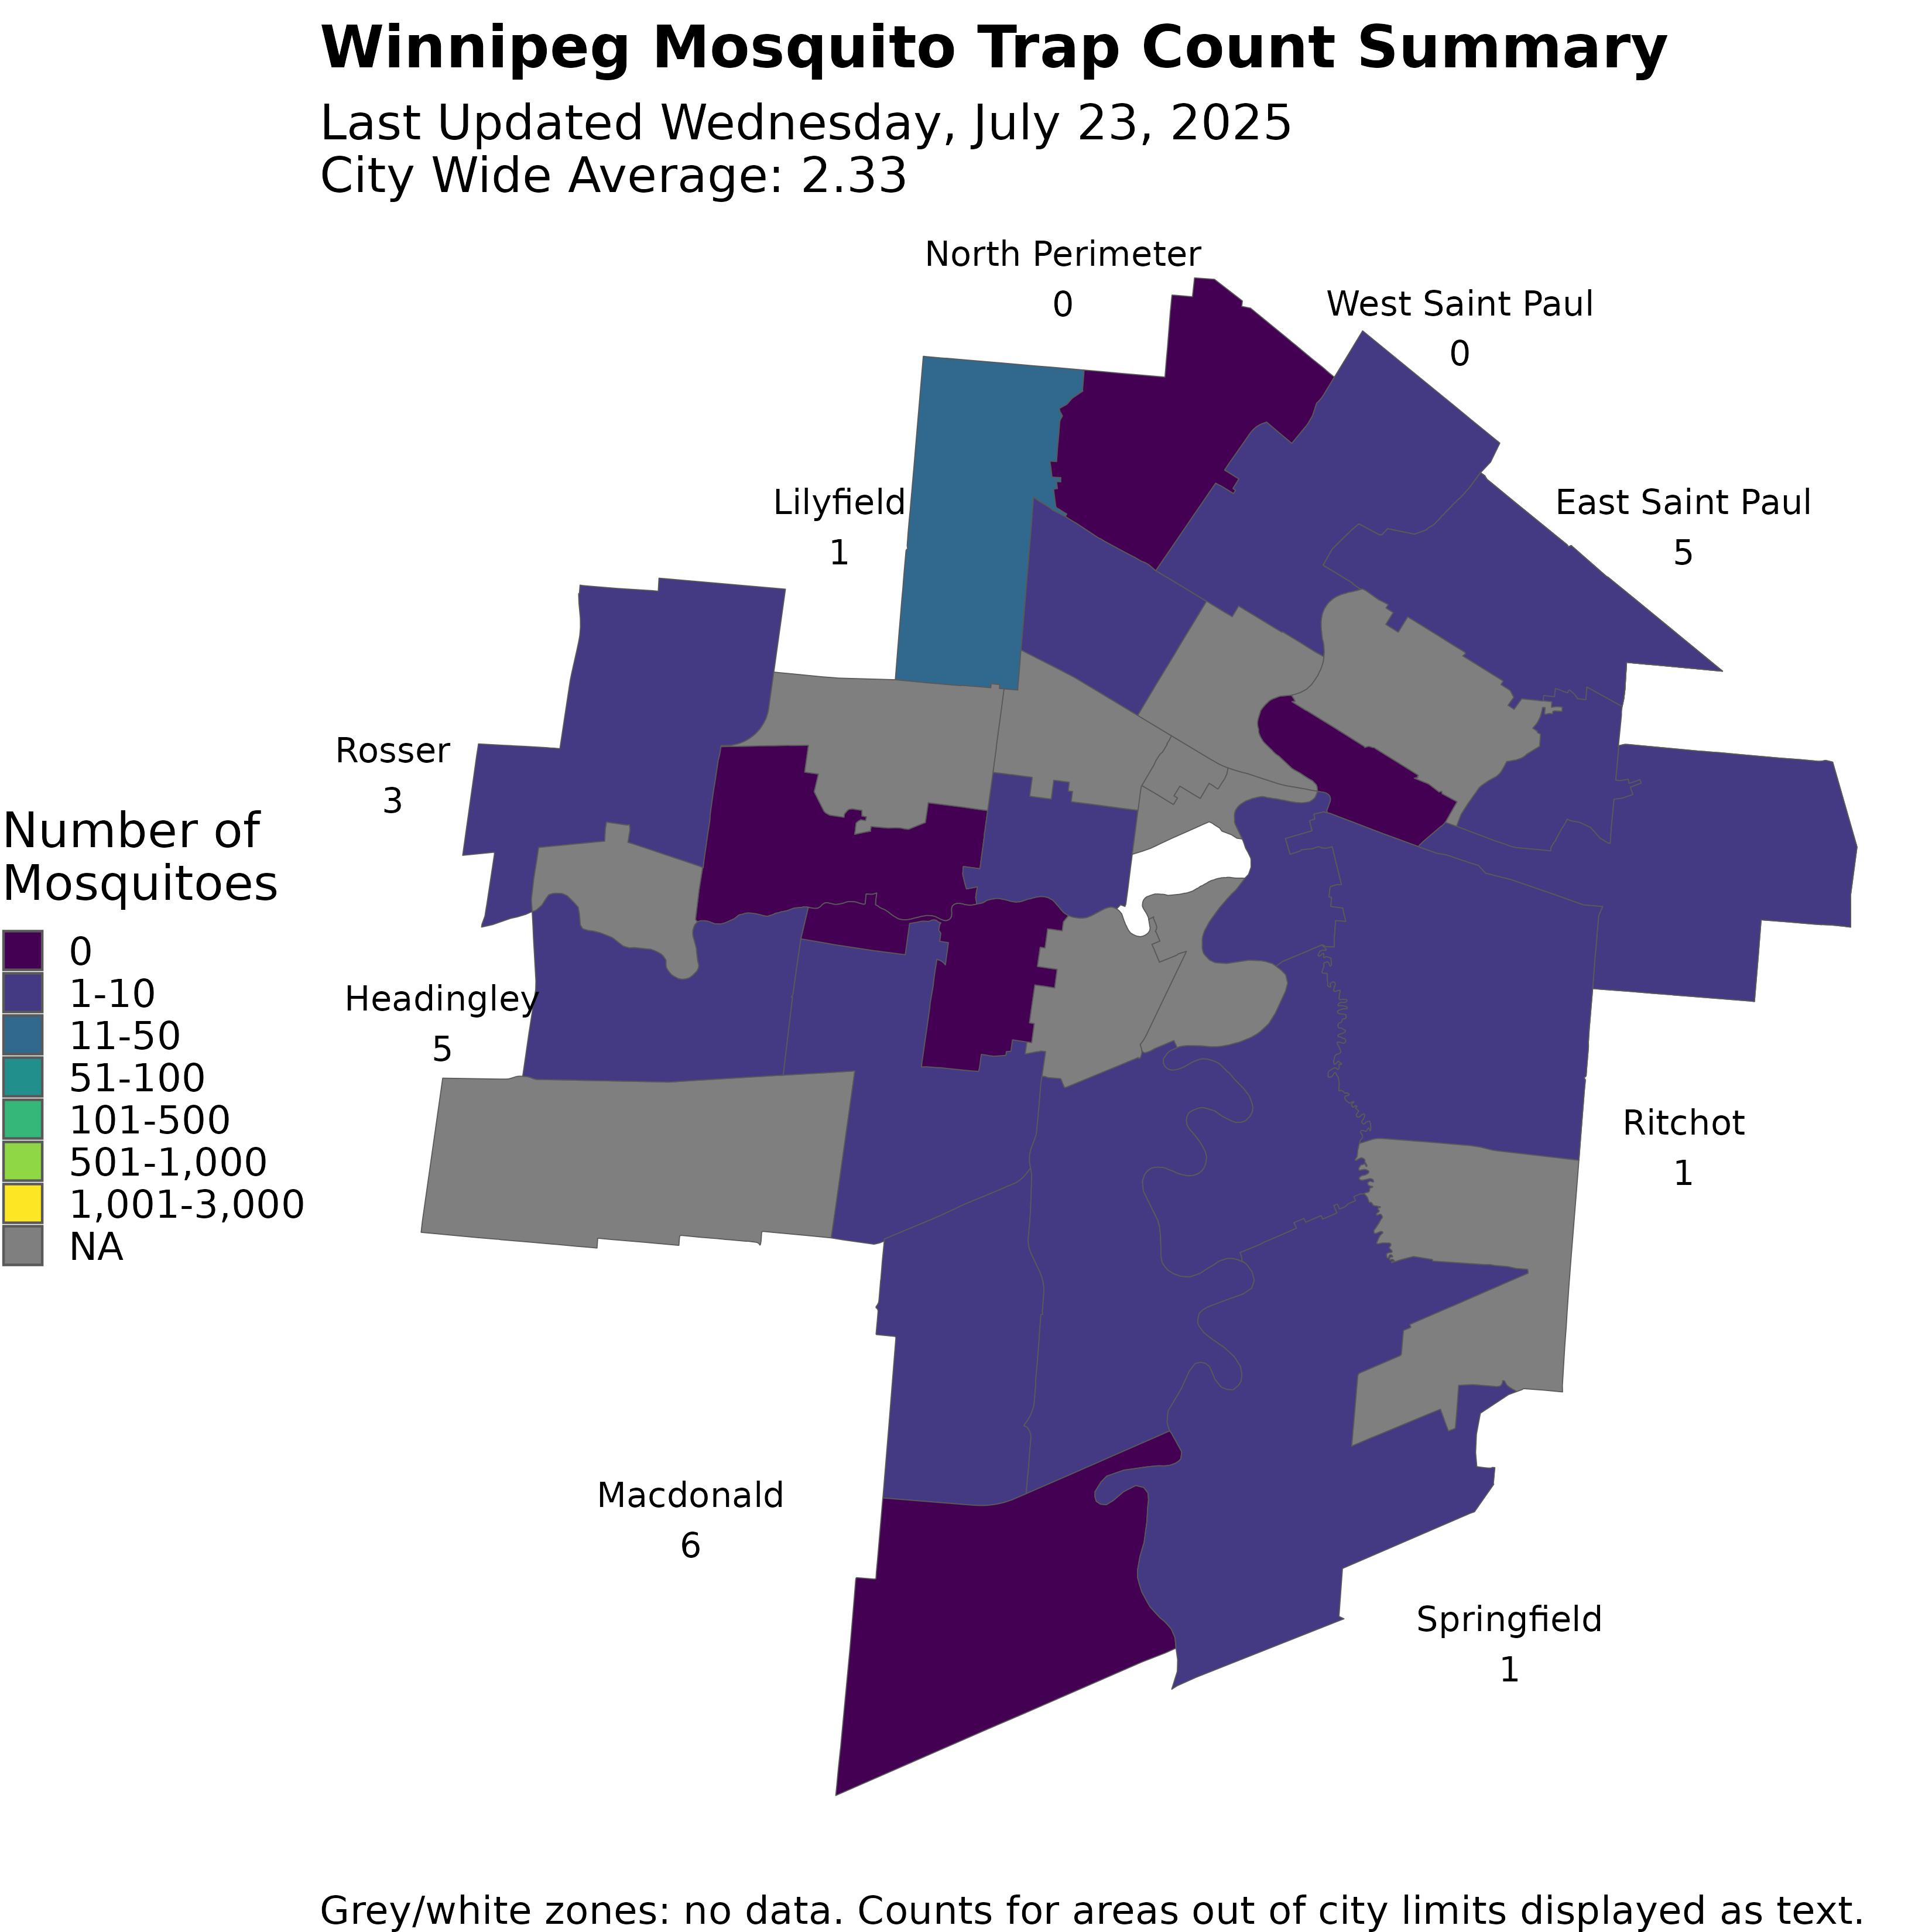 Winnipeg Mosquito Trap Count Summary
Last Updated Wednesday, July 23, 2025
City Wide Average: 2.33
North Perimeter
0
West Saint Paul
0
Lilyfield
1
East Saint Paul
5
Rosser
3
Number of
Mosquitoes
0
1-10
11-50
51-100
101-500
501-1,000
1,001-3,000
NA
Headingley
5
Ritchot
1
Macdonald
6
Springfield
1
Grey/white zones: no data. Counts for areas out of city limits displayed as text.